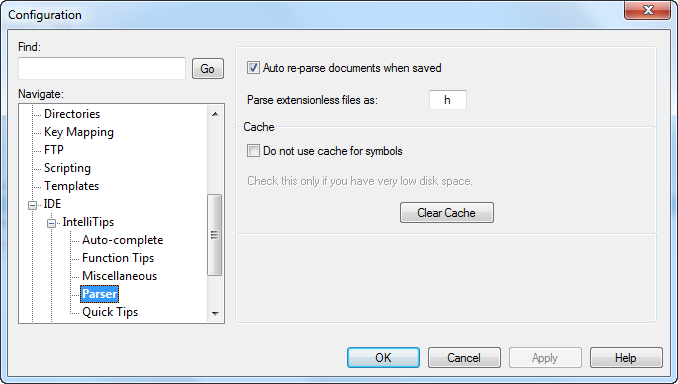 Configuration
Find:
Go
Navigate:
Directories
Key Mapping
FTP
Scripting
Templates
IDE
IntelliTips
Auto-complete
Function Tips
Miscellaneous
Parser
Quick Tips
Auto re-parse documents when saved
Parse extensionless files as: h
Cache
Do not use cache for symbols
Check this only if you have very low disk space.
Clear Cache
OK Cancel Apply Help